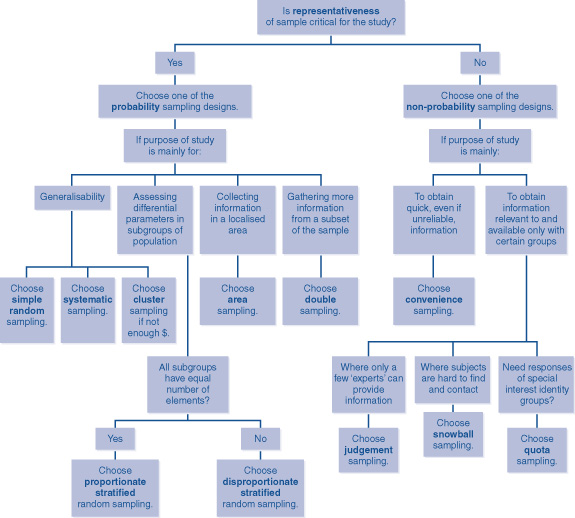 Is representativeness
of sample critical for the study?
Yes
No
Choose one of the
probability sampling designs.
Choose one of the
non-probability sampling designs.
If purpose of study
is mainly for:
If purpose of study
is mainly:
Generalisability
Assessing
differential
parameters in
subgroups of
population
Collecting
information
in a localised
area
Gathering more
information
from a subset
of the sample
To obtain
quick, even if
unreliable,
information
To obtain
information
relevant to and
available only with
certain groups
Choose
simple
random
sampling.
Choose
systematic
sampling.
Choose
cluster
sampling
if not
enough $.
Choose
area
sampling.
Choose
double
sampling.
Choose
convenience
sampling.
All subgroups
have equal
number of
elements?
Where only a
few ‘experts’ can
provide
information
Where subjects
are hard to find
and contact
Need responses
of special
interest identity
groups?
Yes
No
Choose
judgement
sampling.
Choose
snowball
sampling.
Choose
quota
sampling.
Choose
proportionate
stratified
random sampling.
Choose
disproportionate
stratified
random sampling.